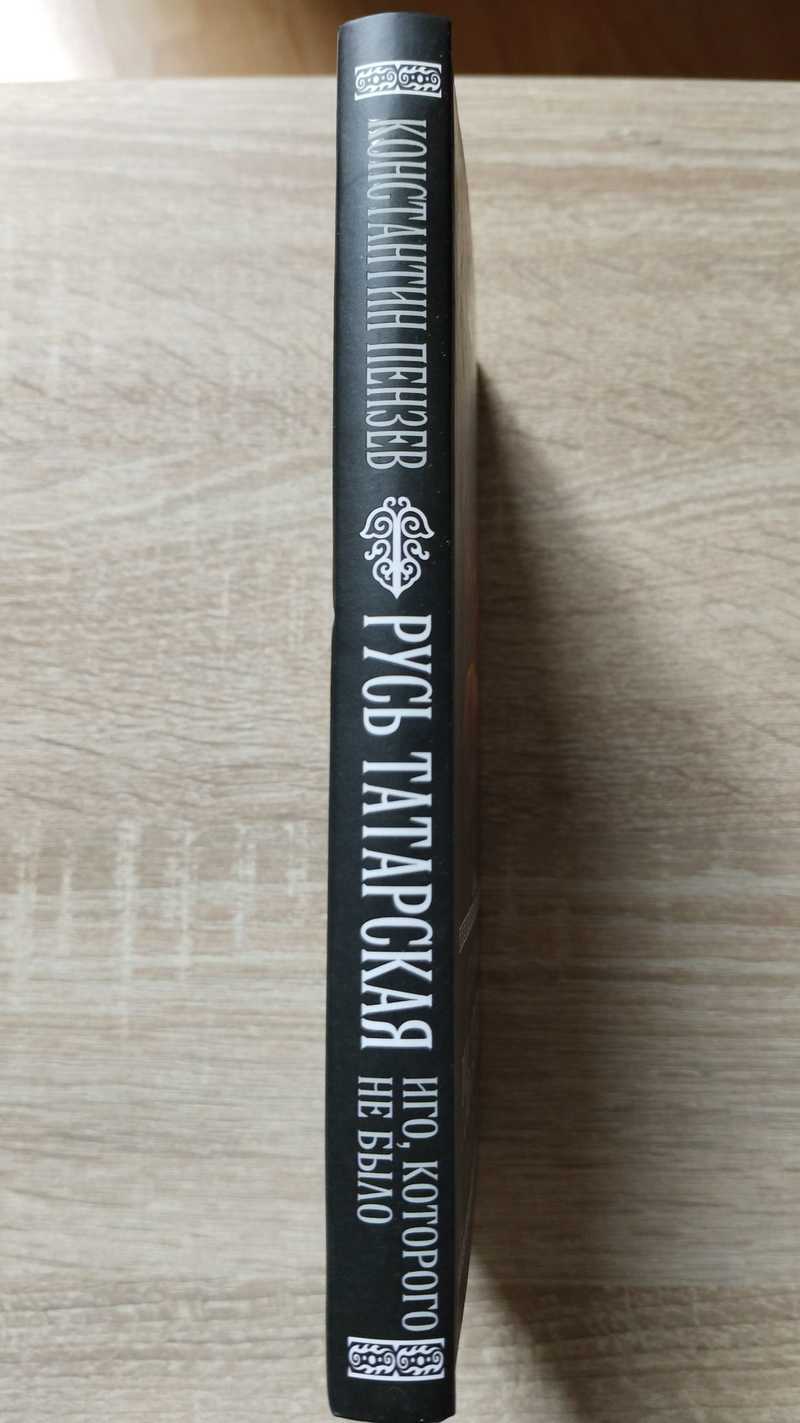 КОНСТАНТИН ПЕНЗЕВ
РУСЬ ТАТАРСКАЯ
ИГО, КОТОРОГО
НЕ БЫЛО